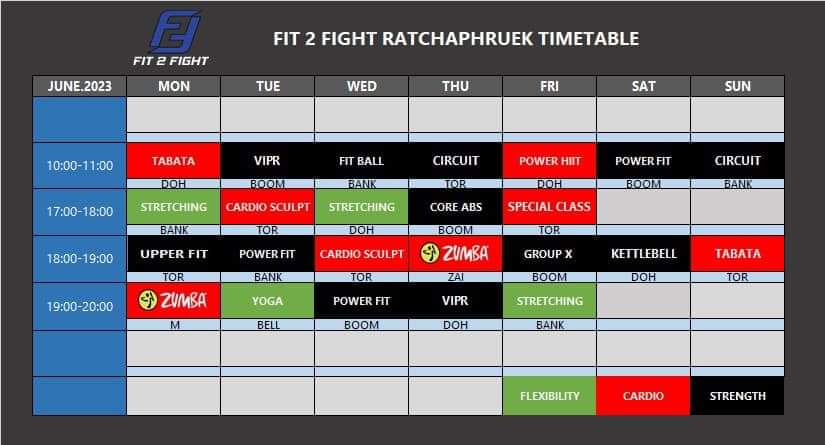 FIT 2 FIGHT
FIT 2 FIGHT RATCHAPHRUEK TIMETABLE
JUNE.2023 MON TUE WED THU FRI SAT SUN
10:00-11:00 TABATA VIPR FIT BALL CIRCUIT POWER HIIT POWER FIT CIRCUIT
DOH BOOM BANK TOR DOH BOOM BANK
17:00-18:00 STRETCHING CARDIO SCULPT STRETCHING CORE ABS SPECIAL CLASS
BANK TOR DOH BOOM TOR
18:00-19:00 UPPER FIT POWER FIT CARDIO SCULPT ZUMBA GROUP X KETTLEBELL TABATA
TOR BANK TOR ZAI BOOM DOH TOR
19:00-20:00 ZUMBA YOGA POWER FIT VIPR STRETCHING
M BELL BOOM DOH BANK
FLEXIBILITY CARDIO STRENGTH